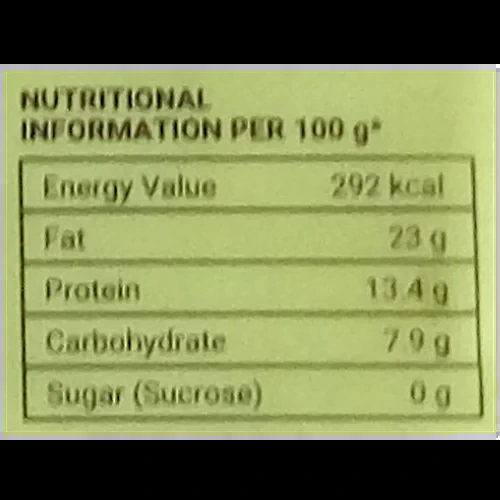 NUTRITIONAL
INFORMATION PER 100 g*
Energy Value 292 kcal
Fat 23 g
Protein 13.4 g
Carbohydrate 7.9 g
Sugar (Sucrose) 0 g